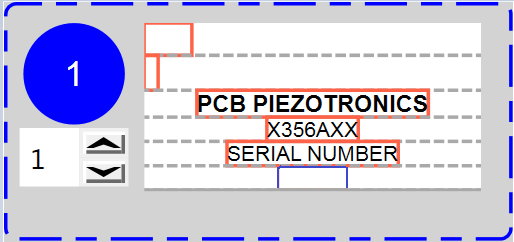 1
1
PCB PIEZOTRONICS
X356AXX
SERIAL NUMBER